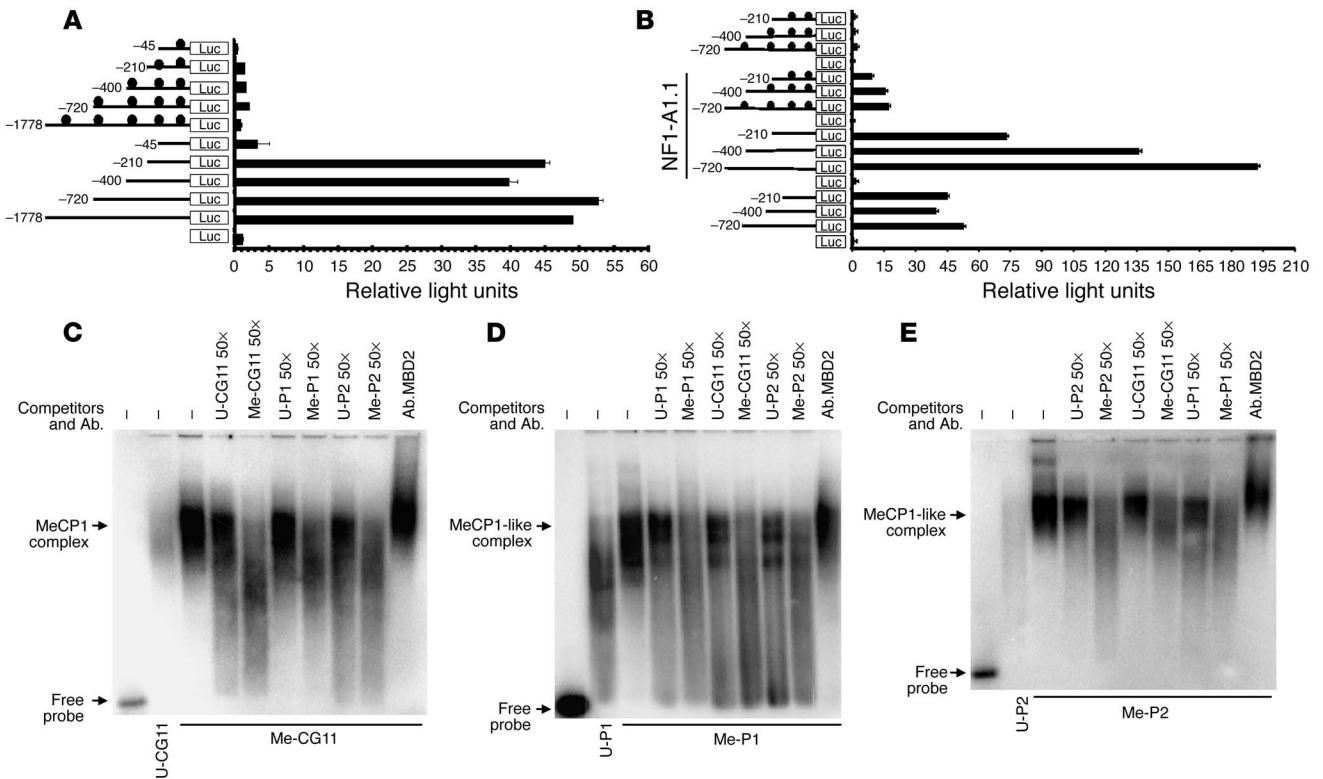 A
−45 Luc
−210 Luc
−400 Luc
−720 Luc
−1778 Luc
−45 Luc
−210 Luc
−400 Luc
−720 Luc
−1778 Luc
Luc
0 5 10 15 20 25 30 35 40 45 50 55 60
Relative light units
B
−210 Luc
−400 Luc
−720 Luc
Luc
NF1-A1.1
−210 Luc
−400 Luc
−720 Luc
Luc
−210 Luc
−400 Luc
−720 Luc
Luc
−210 Luc
−400 Luc
−720 Luc
Luc
0 15 30 45 60 75 90 105 120 135 150 165 180 195 210
Relative light units
C
Competitors
and Ab.
– – – U-CG11 50× Me-CG11 50× U-P1 50× Me-P1 50× U-P2 50× Me-P2 50× Ab.MBD2
MeCP1
complex
Free
probe
U-CG11
Me-CG11
D
Competitors
and Ab.
– – – U-P1 50× Me-P1 50× U-CG11 50× Me-CG11 50× U-P2 50× Me-P2 50× Ab.MBD2
MeCP1-like
complex
Free
probe
U-P1
Me-P1
E
Competitors
and Ab.
– – – U-P2 50× Me-P2 50× U-CG11 50× Me-CG11 50× U-P1 50× Me-P1 50× Ab.MBD2
MeCP1-like
complex
Free
probe
U-P2
Me-P2